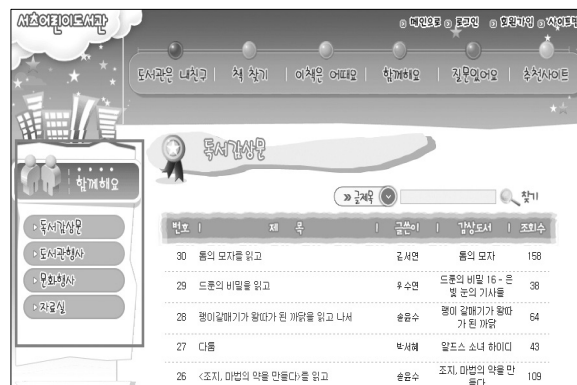 서초어린이도서관
메인으로 로그인 회원가입 사이트맵
도서관은 내친구 | 책 찾기 | 이책은 어때요 | 함께해요 | 질문있어요 | 추천사이트
독서감상문
함께해요
독서감상문
도서관행사
문화행사
자료실
» 글제목 찾기
번호 | 제 목 | 글쓴이 | 감상도서 | 조회수
30 톰의 모자를 읽고 김서연 톰의 모자 158
29 드룬의 비밀을 읽고 우수연 드룬의 비밀 16 - 은빛 눈의 기사들 38
28 괭이갈매기가 왕따가 된 까닭을 읽고 나서 송윤수 괭이 갈매기가 왕따가 된 까닭 64
27 다툼 박서혜 알프스 소녀 하이디 43
26 <조지, 마법의 약을 만들다>를 읽고 송윤수 조지, 마법의 약을 만들다 109